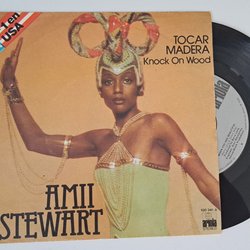 1 en
USA
TOCAR
MADERA
Knock On Wood
AMII
STEWART
ariola